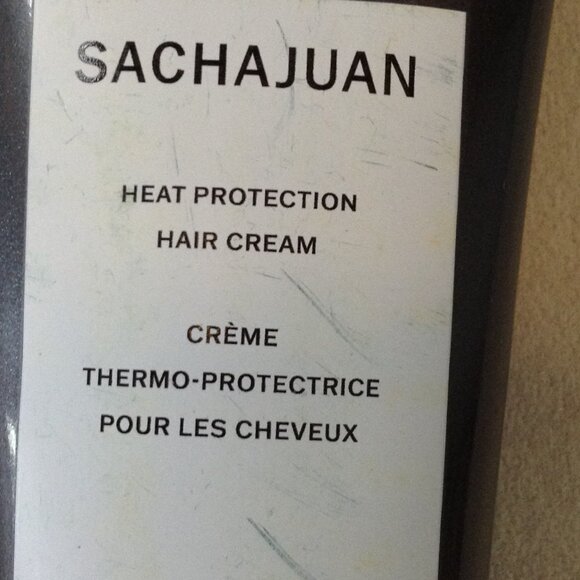 SACHAJUAN
HEAT PROTECTION
HAIR CREAM
CRÈME
THERMO-PROTECTRICE
POUR LES CHEVEUX